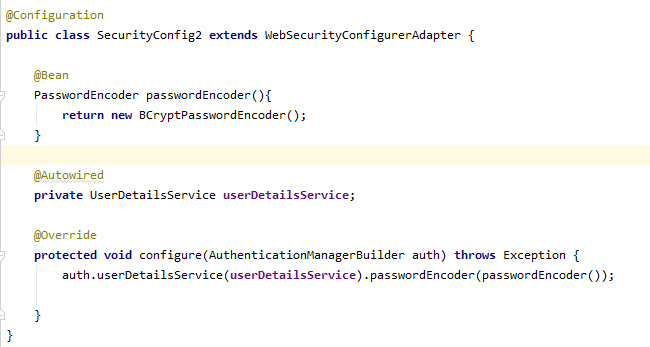 @Configuration
public class SecurityConfig2 extends WebSecurityConfigurerAdapter {
@Bean
PasswordEncoder passwordEncoder(){
return new BCryptPasswordEncoder();
}
@Autowired
private UserDetailsService userDetailsService;
@Override
protected void configure(AuthenticationManagerBuilder auth) throws Exception {
auth.userDetailsService(userDetailsService).passwordEncoder(passwordEncoder());
}
}